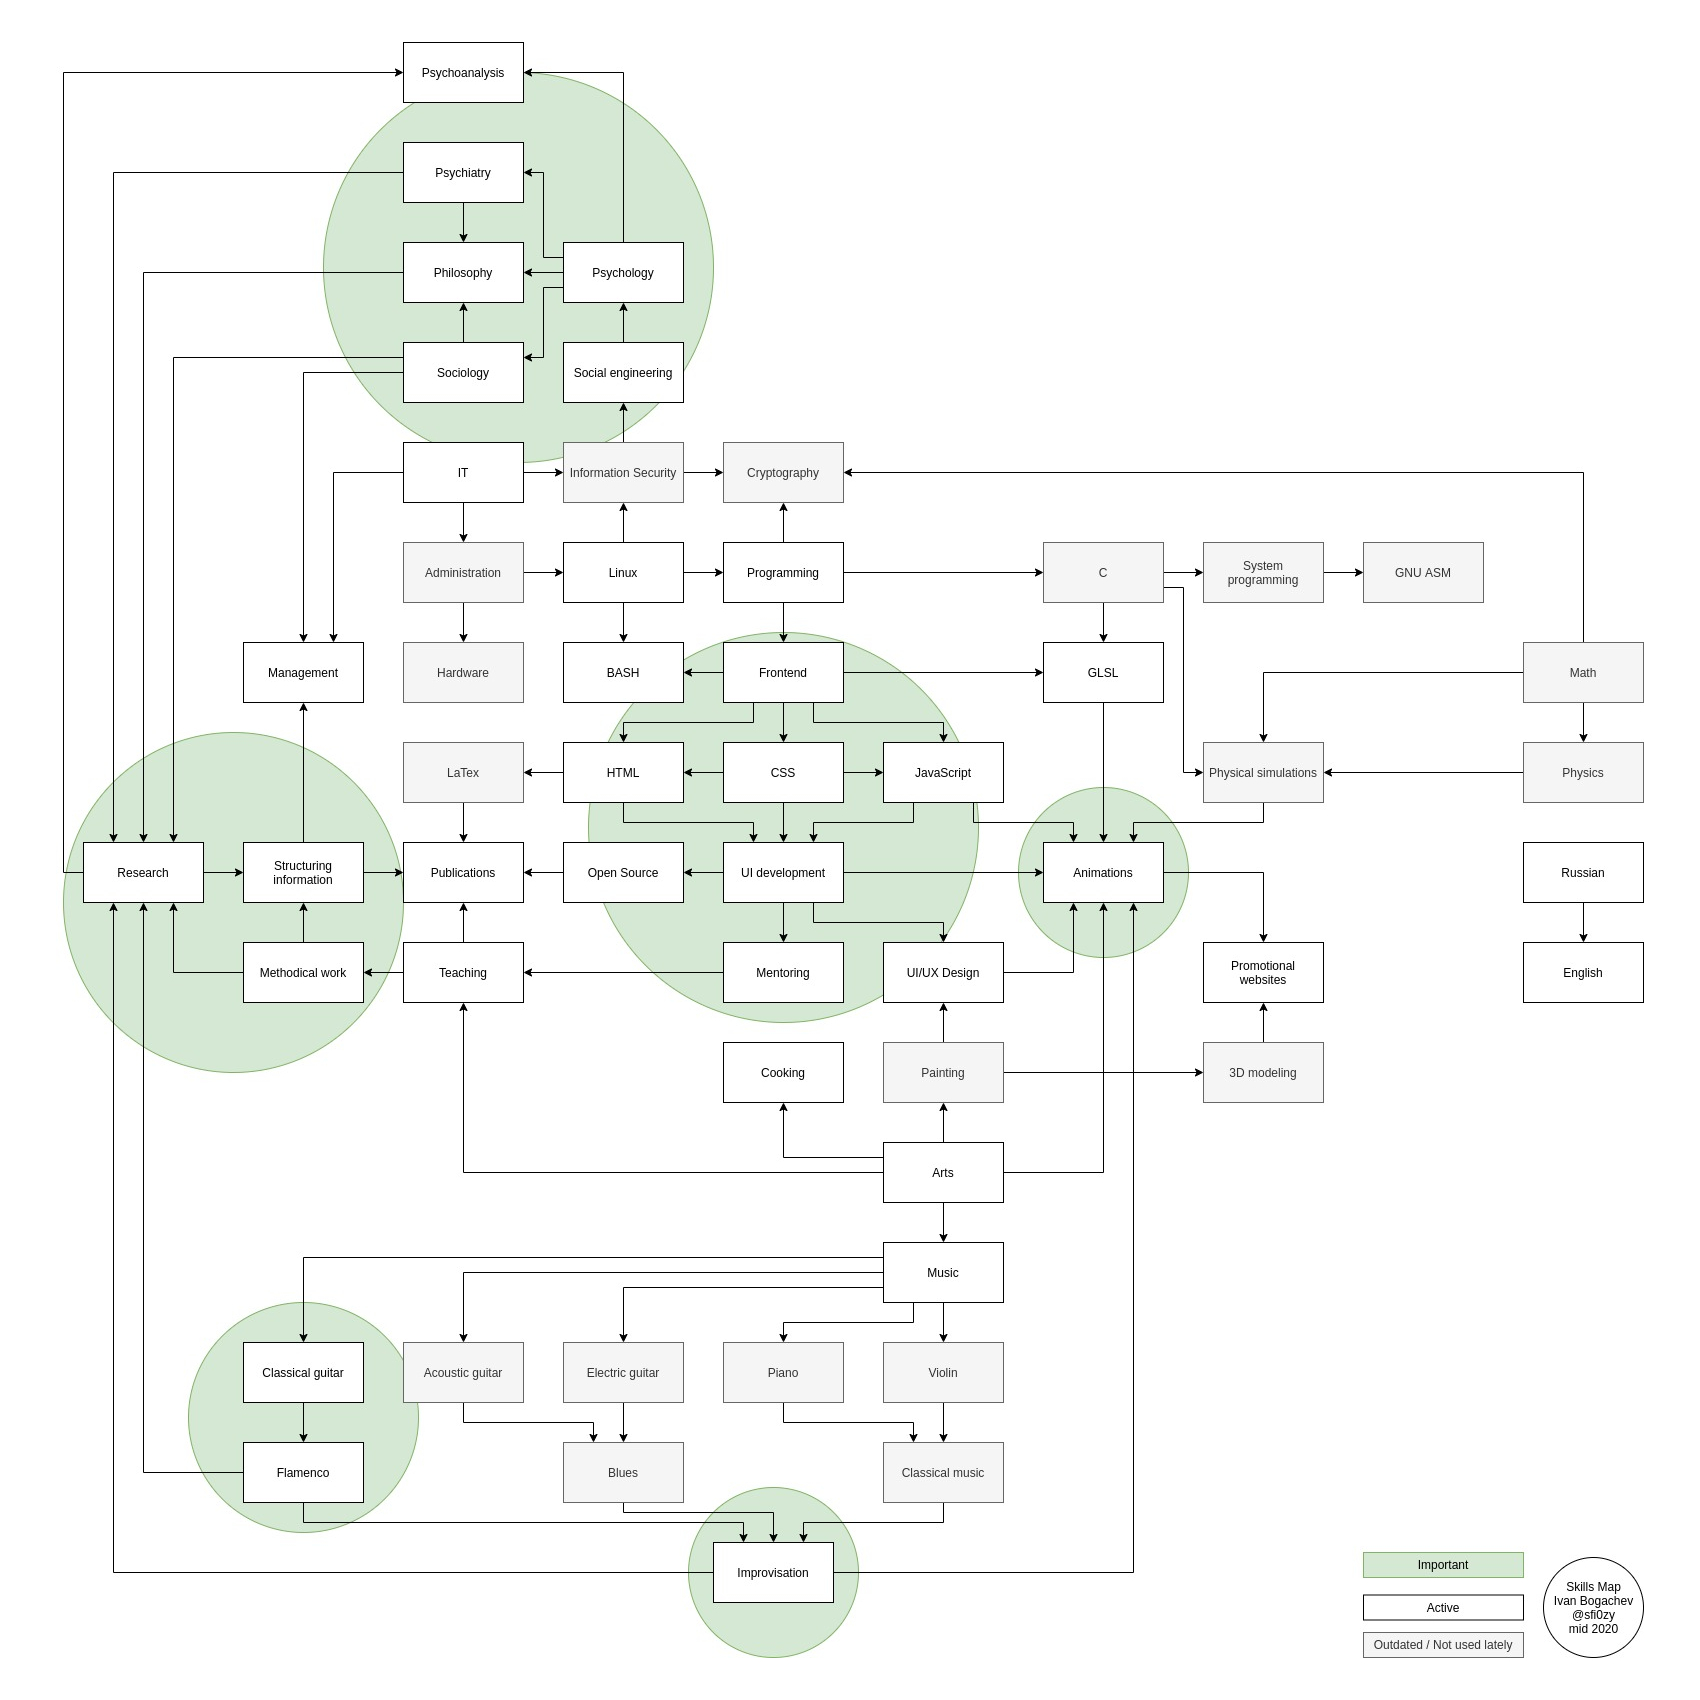 Psychoanalysis
Psychiatry
Philosophy
Psychology
Sociology
Social engineering
IT
Information Security
Cryptography
Administration
Linux
Programming
C
System
programming
GNU ASM
Management
Hardware
BASH
Frontend
GLSL
Math
LaTex
HTML
CSS
JavaScript
Physical simulations
Physics
Research
Structuring
information
Publications
Open Source
UI development
Animations
Russian
Methodical work
Teaching
Mentoring
UI/UX Design
Promotional
websites
English
Cooking
Painting
3D modeling
Arts
Music
Classical guitar
Acoustic guitar
Electric guitar
Piano
Violin
Flamenco
Blues
Classical music
Improvisation
Important
Active
Outdated / Not used lately
Skills Map
Ivan Bogachev
@sfi0zy
mid 2020